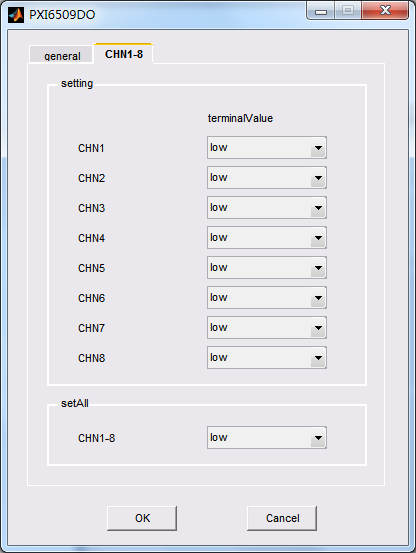 PXI6509DO
general CHN1-8
setting
terminalValue
CHN1 low
CHN2 low
CHN3 low
CHN4 low
CHN5 low
CHN6 low
CHN7 low
CHN8 low
setAll
CHN1-8 low
OK Cancel